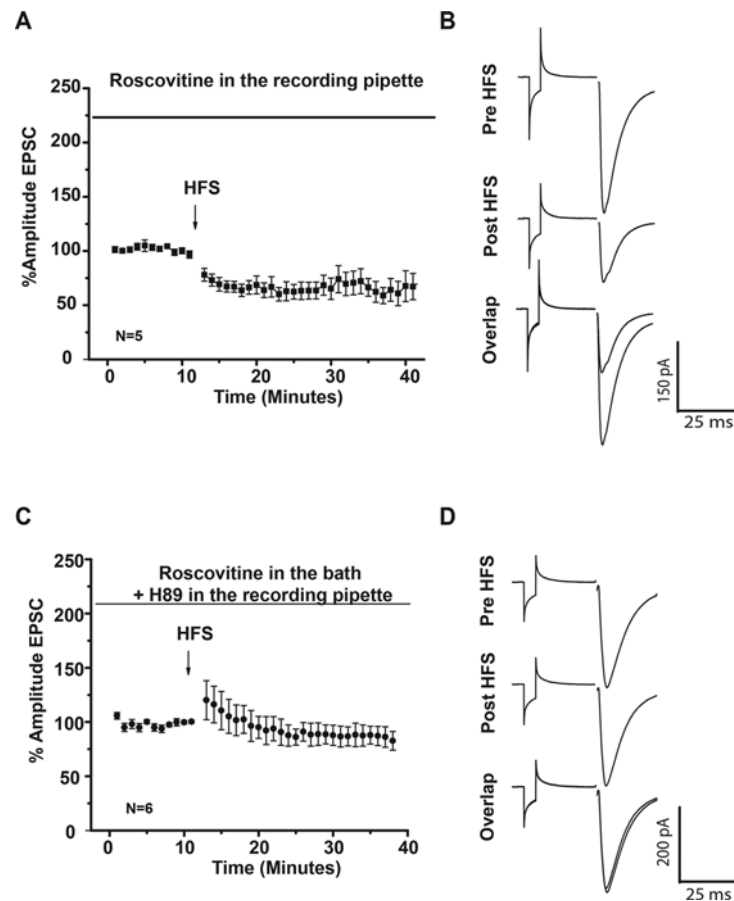 A
Roscovitine in the recording pipette
%Amplitude EPSC
250
200
150
100
50
0
HFS
N=5
0 10 20 30 40
Time (Minutes)
B
Pre HFS
Post HFS
Overlap
150 pA
25 ms
C
Roscovitine in the bath
+ H89 in the recording pipette
% Amplitude EPSC
250
200
150
100
50
0
HFS
N=6
0 10 20 30 40
Time (Minutes)
D
Pre HFS
Post HFS
Overlap
200 pA
25 ms